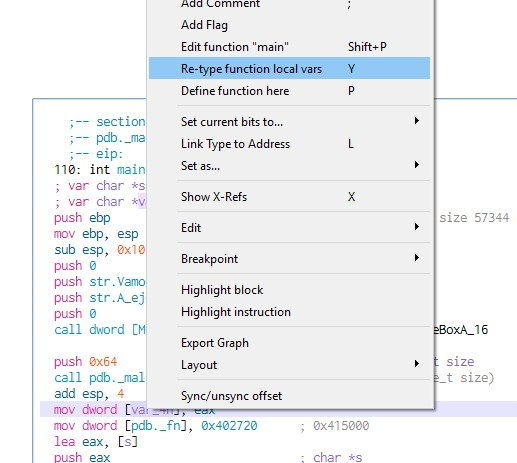 Add Comment ;
Add Flag
Edit function "main" Shift+P
Re-type function local vars Y
Define function here P
Set current bits to...
Link Type to Address L
Set as...
Show X-Refs X
Edit
Breakpoint
Highlight block
Highlight instruction
Export Graph
Layout
Sync/unsync offset
;-- section
;-- pdb._ma
;-- eip:
110: int main
; var char *s
; var char *v
push ebp size 57344
mov ebp, esp
sub esp, 0x10
push 0
push str.Vamo
push str.A_ej
push 0
call dword [M eBoxA_16
push 0x64 t size
call pdb._mal e_t size)
add esp, 4
mov dword [var_4h], eax
mov dword [pdb._fn], 0x402720 ; 0x415000
lea eax, [s]
push eax ; char *s